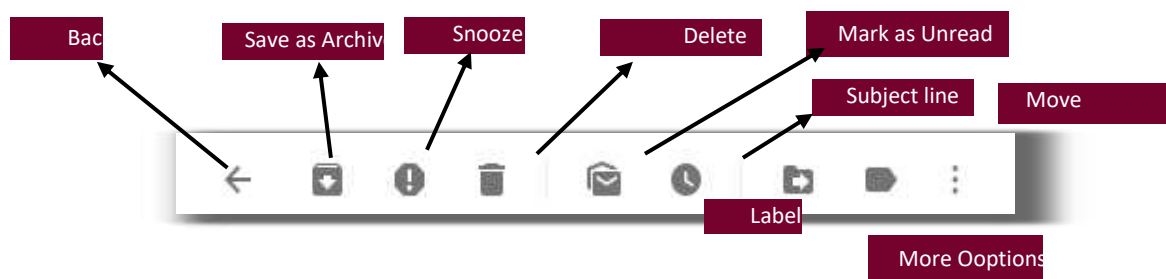 Bac
Save as Archiv
Snooze
Delete
Mark as Unread
Subject line
Move
Label
More Ooptions